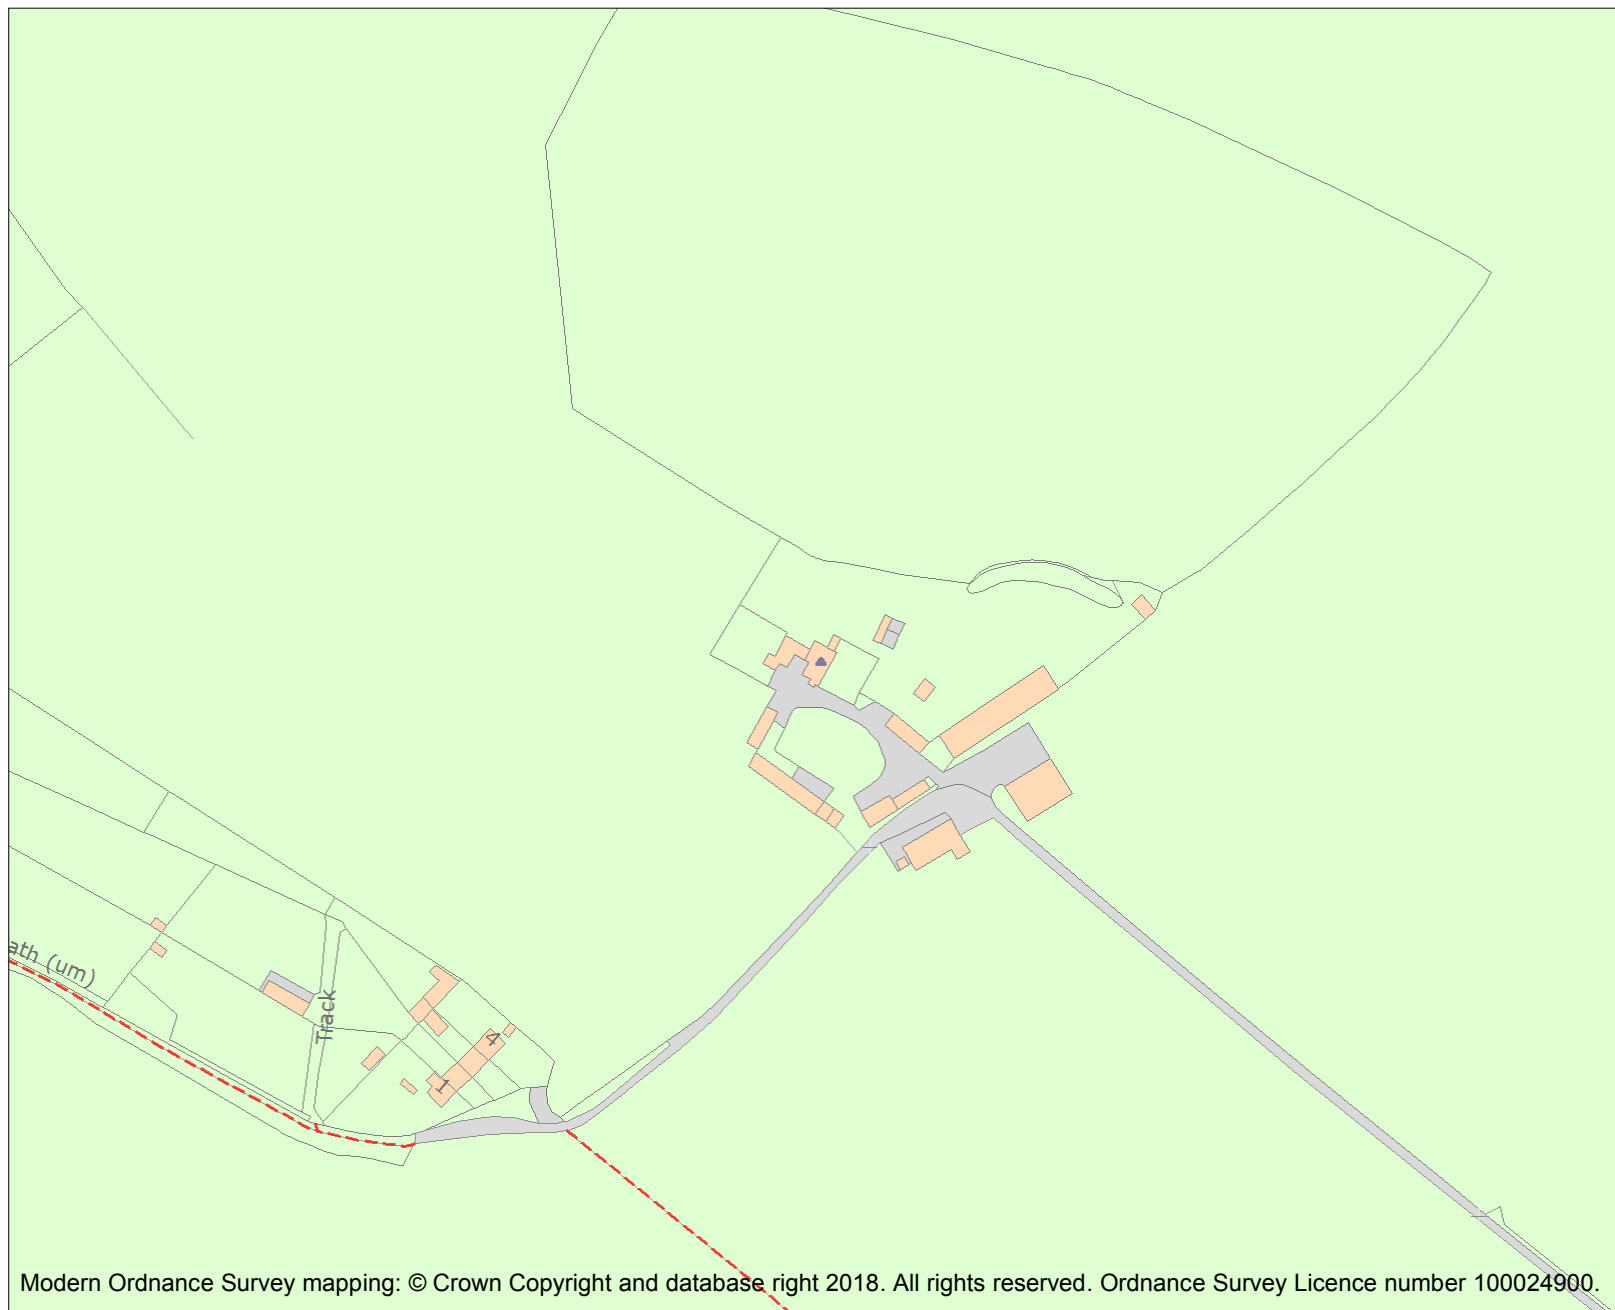 ath (um)
Track
4
1
Modern Ordnance Survey mapping: © Crown Copyright and database right 2018. All rights reserved. Ordnance Survey Licence number 100024900.